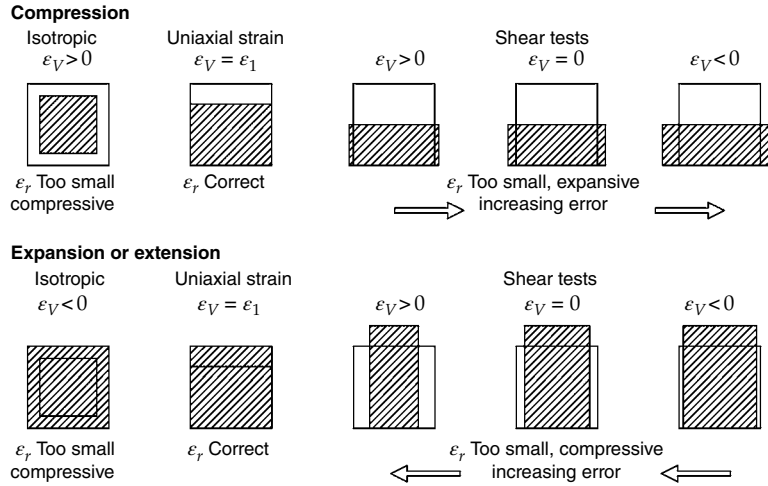 Compression
Isotropic
Uniaxial strain
Shear tests
εV > 0
εV = ε1
εV > 0
εV = 0
εV < 0
εr Too small
compressive
εr Correct
εr Too small, expansive
increasing error
Expansion or extension
Isotropic
Uniaxial strain
Shear tests
εV < 0
εV = ε1
εV > 0
εV = 0
εV < 0
εr Too small
compressive
εr Correct
εr Too small, compressive
increasing error